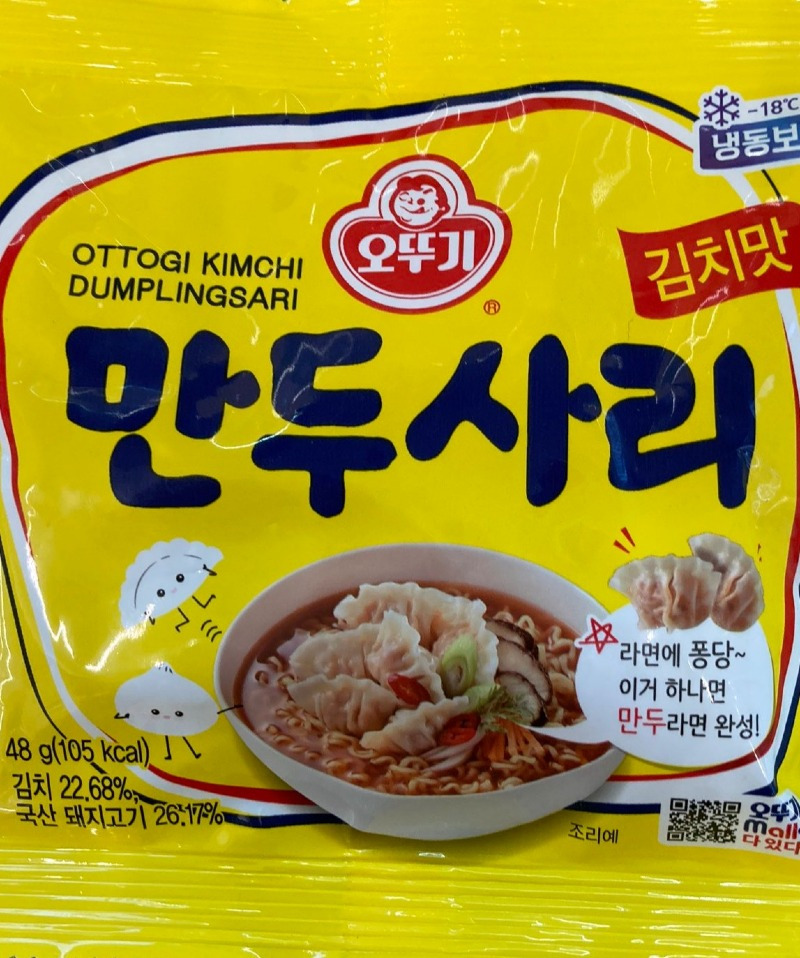 -18℃
냉동보
오뚜기
®
김치맛
OTTOGI KIMCHI
DUMPLINGSARI
만두사리
라면에 퐁당~
이거 하나면
만두라면 완성!
48 g(105 kcal)
김치 22.68%,
국산 돼지고기 26.17%
조리예
오뚜기
mall
다 있다